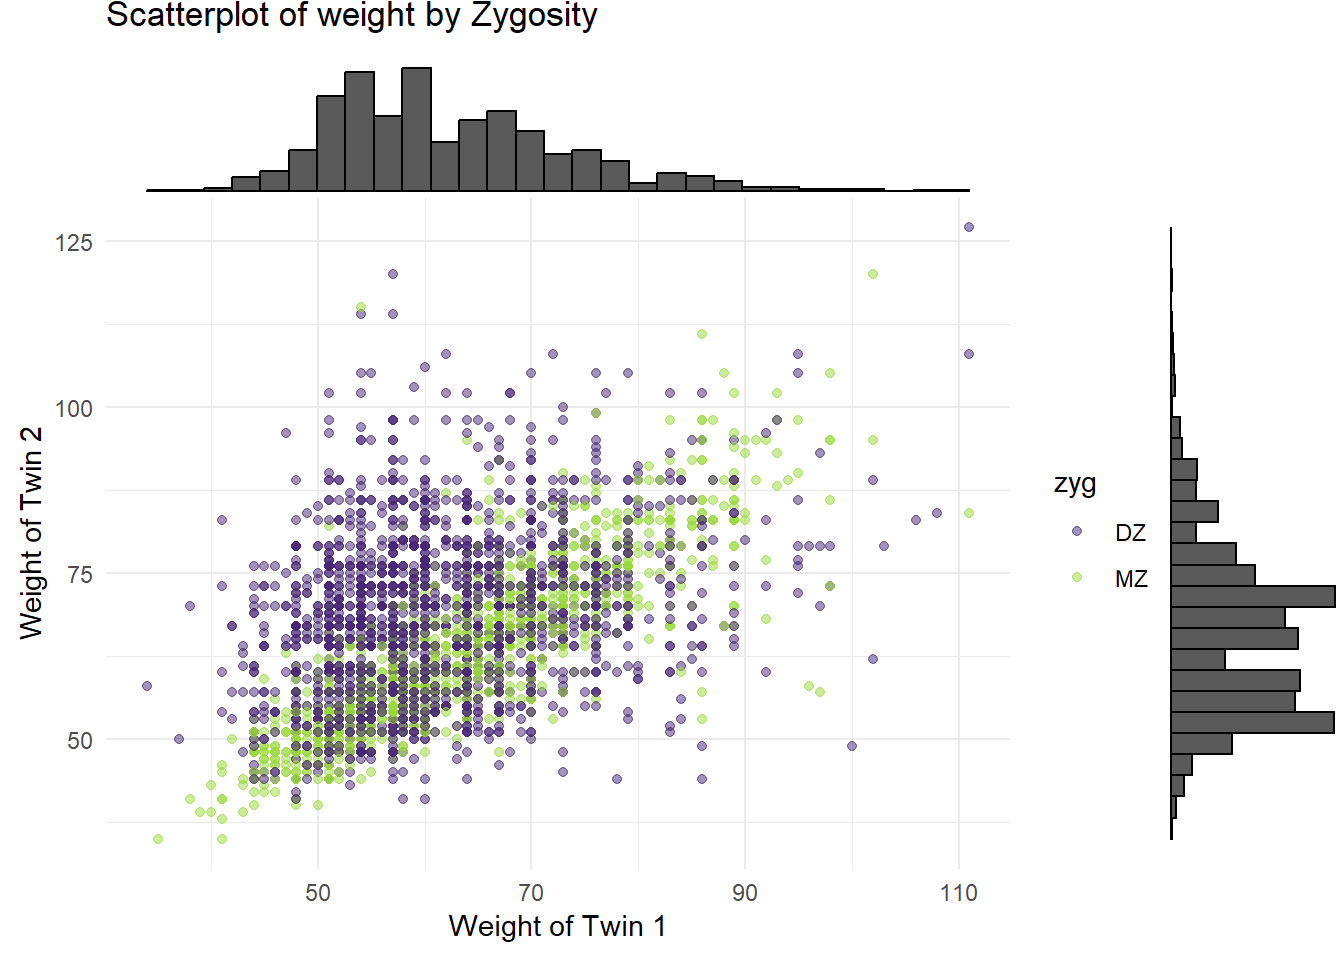 Scatterplot of weight by Zygosity
125
100
75
50
Weight of Twin 2
50 70 90 110
Weight of Twin 1
zyg
DZ
MZ